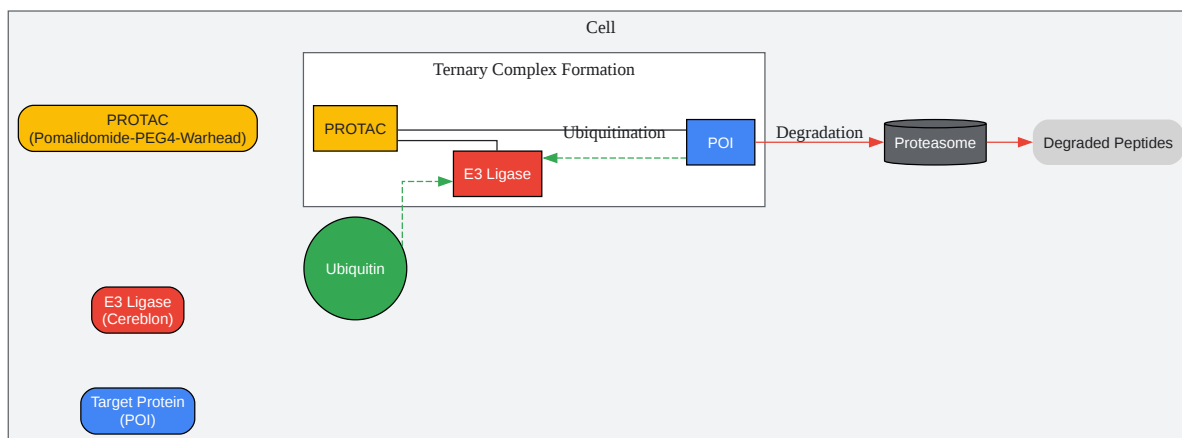 Cell
Ternary Complex Formation
PROTAC
(Pomalidomide-PEG4-Warhead)
PROTAC
Ubiquitination
POI
Degradation
Proteasome
Degraded Peptides
E3 Ligase
Ubiquitin
E3 Ligase
(Cereblon)
Target Protein
(POI)